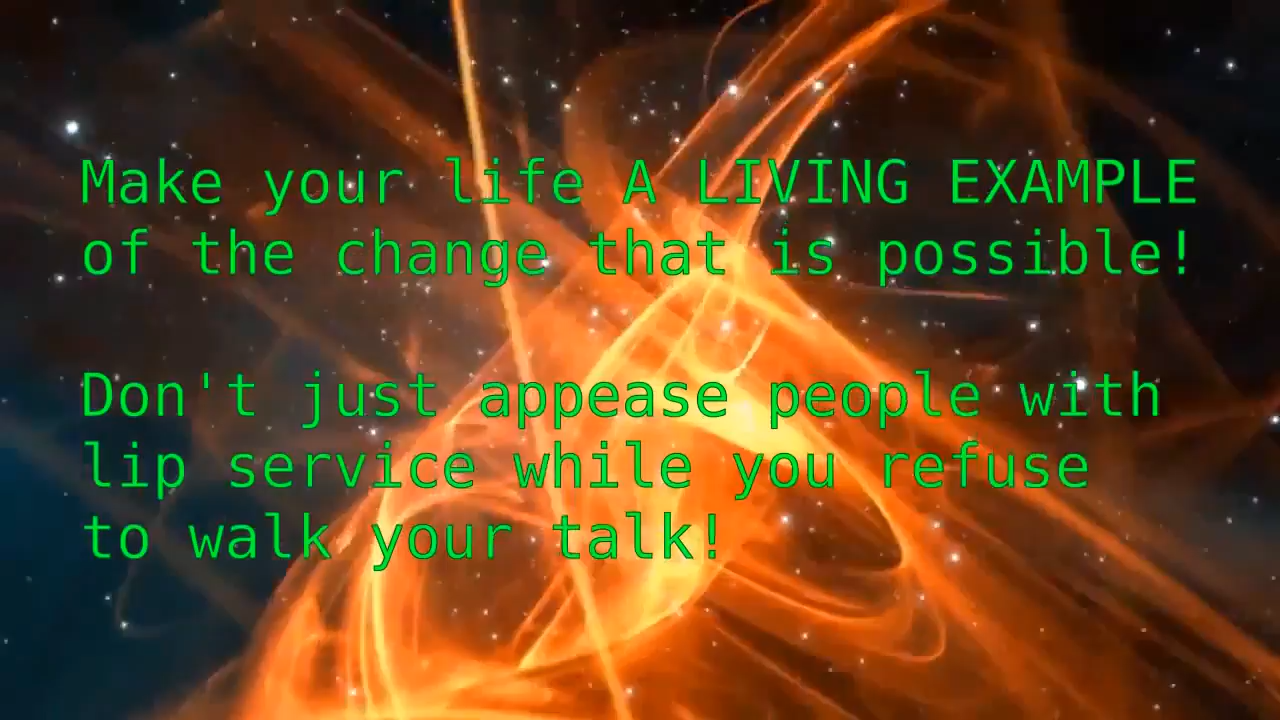 Make your life A LIVING EXAMPLE
of the change that is possible!
Don't just appease people with
lip service while you refuse
to walk your talk!